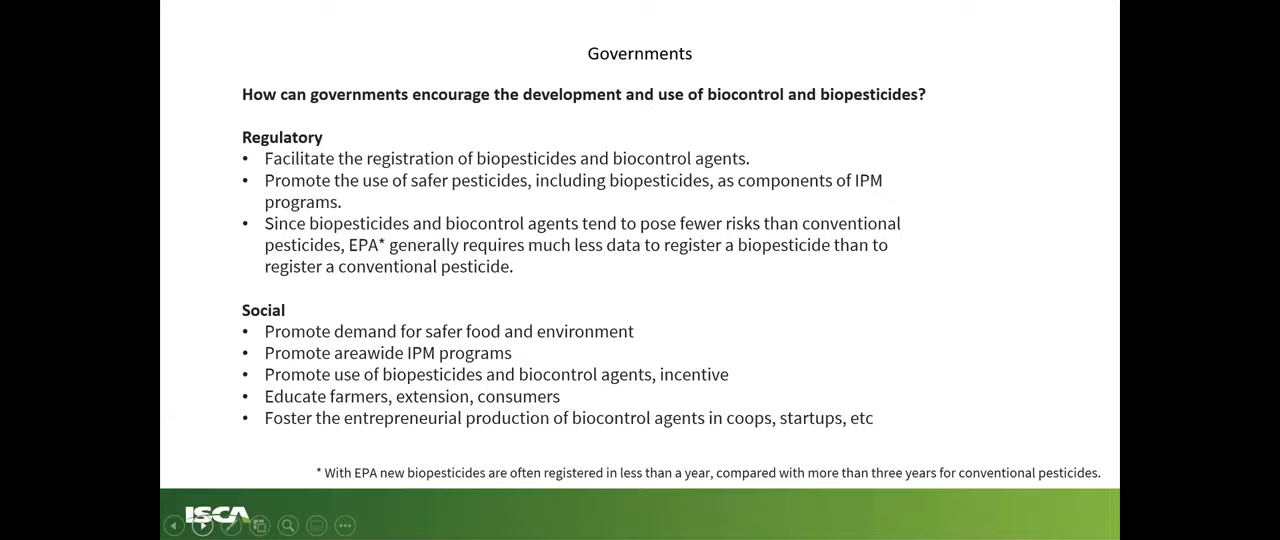 Governments
How can governments encourage the development and use of biocontrol and biopesticides?
Regulatory
• Facilitate the registration of biopesticides and biocontrol agents.
• Promote the use of safer pesticides, including biopesticides, as components of IPM
programs.
• Since biopesticides and biocontrol agents tend to pose fewer risks than conventional
pesticides, EPA* generally requires much less data to register a biopesticide than to
register a conventional pesticide.
Social
• Promote demand for safer food and environment
• Promote areawide IPM programs
• Promote use of biopesticides and biocontrol agents, incentive
• Educate farmers, extension, consumers
• Foster the entrepreneurial production of biocontrol agents in coops, startups, etc
* With EPA new biopesticides are often registered in less than a year, compared with more than three years for conventional pesticides.
ISCA